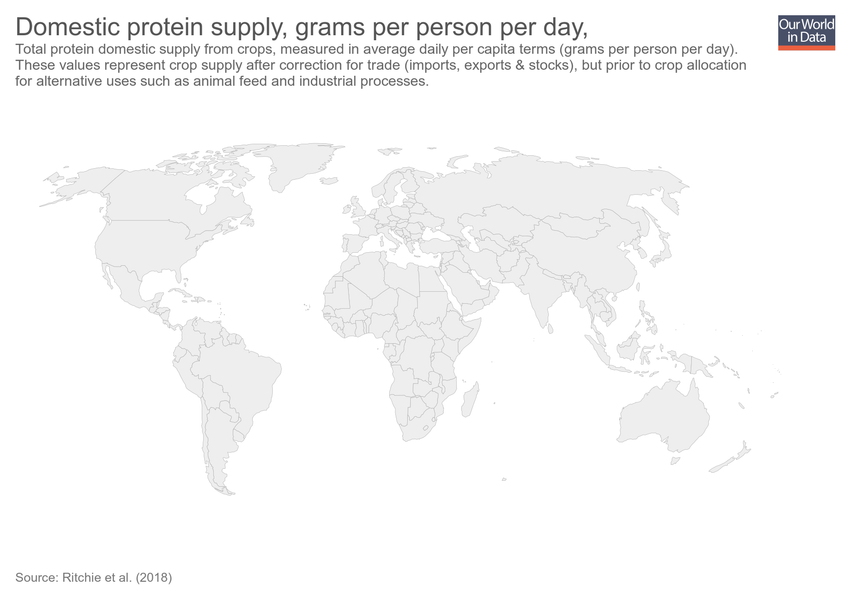 Domestic protein supply, grams per person per day,
Our World
in Data
Total protein domestic supply from crops, measured in average daily per capita terms (grams per person per day).
These values represent crop supply after correction for trade (imports, exports & stocks), but prior to crop allocation
for alternative uses such as animal feed and industrial processes.
Source: Ritchie et al. (2018)